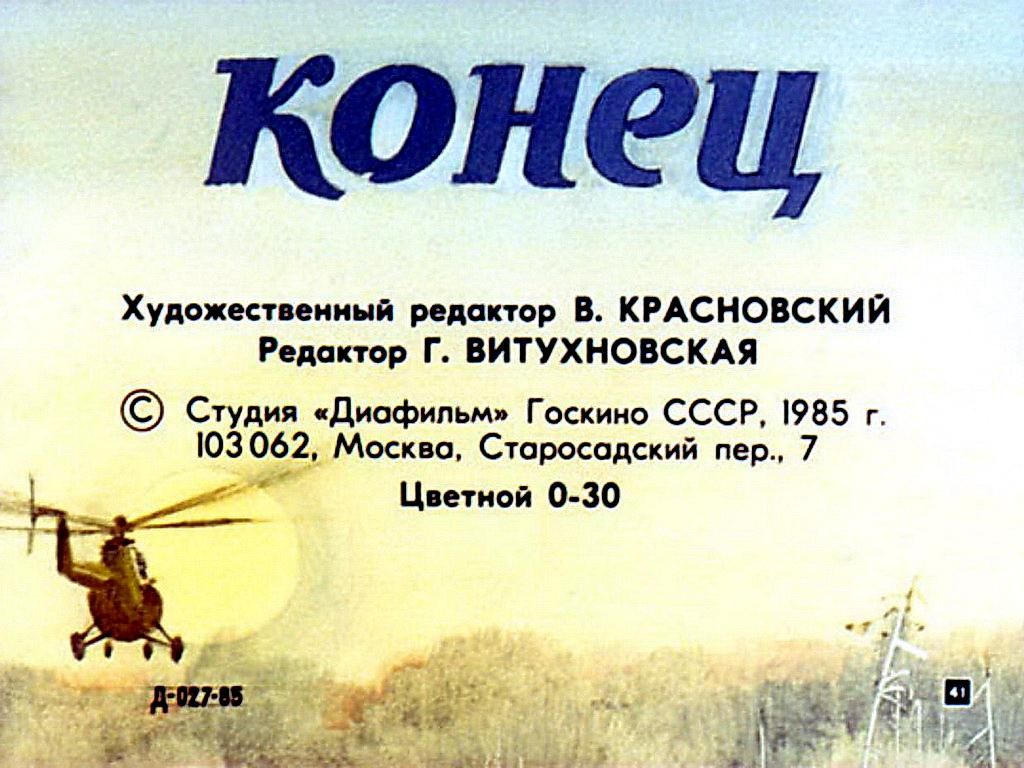 Конец
Художественный редактор В. КРАСНОВСКИЙ
Редактор Г. ВИТУХНОВСКАЯ
© Студия «Диафильм» Госкино СССР, 1985 г.
103062, Москва, Старосадский пер., 7
Цветной 0-30
Д-027-85
41